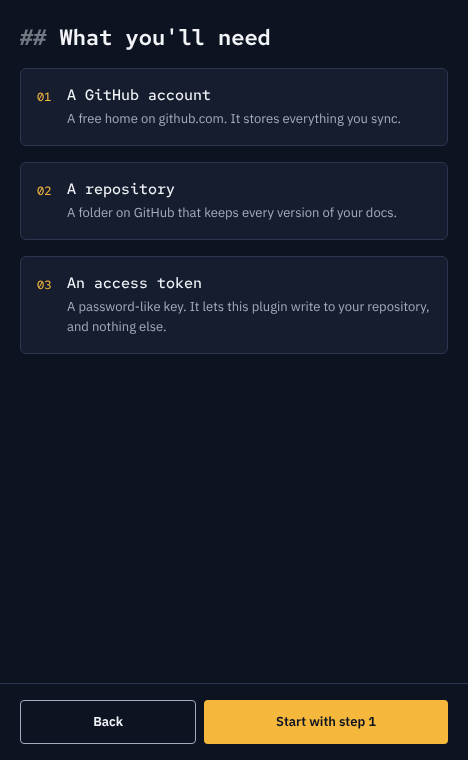 ## What you'll need
01 A GitHub account
A free home on github.com. It stores everything you sync.
02 A repository
A folder on GitHub that keeps every version of your docs.
03 An access token
A password-like key. It lets this plugin write to your repository,
and nothing else.
Back Start with step 1